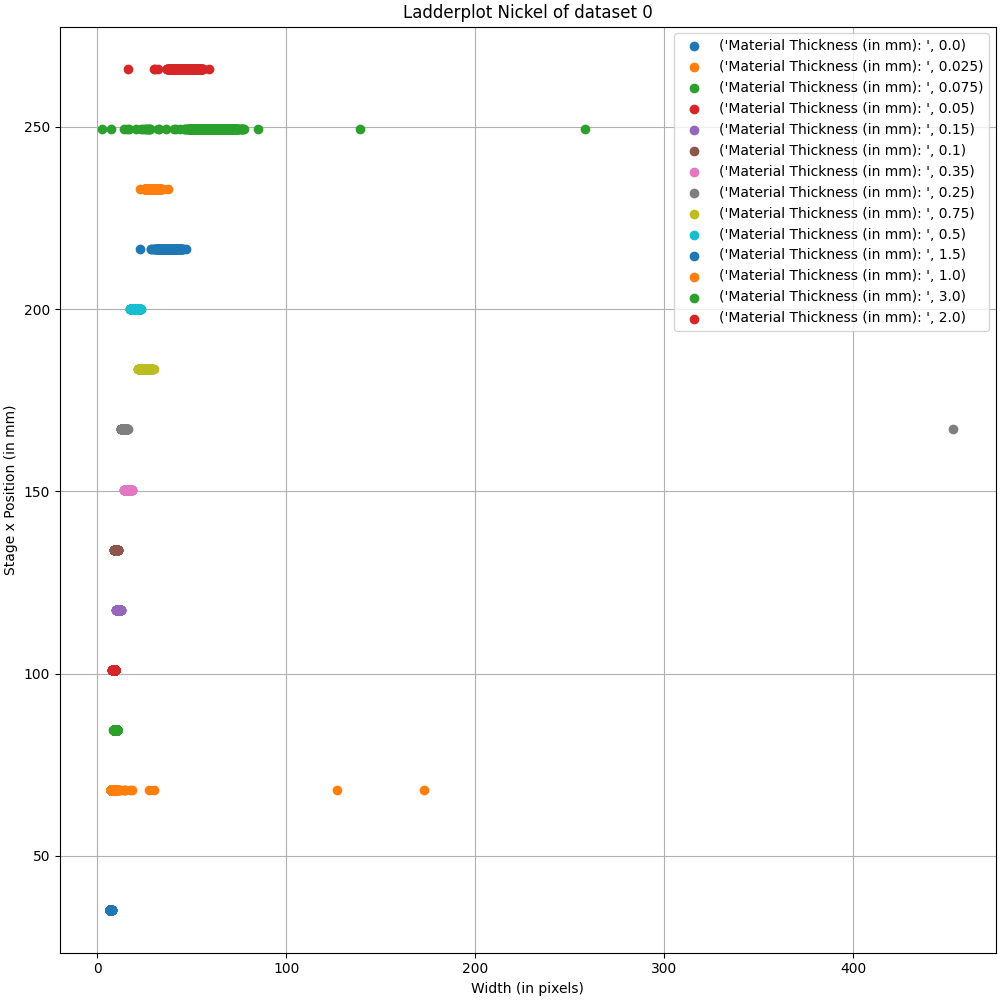 Ladderplot Nickel of dataset 0
('Material Thickness (in mm): ', 0.0)
('Material Thickness (in mm): ', 0.025)
('Material Thickness (in mm): ', 0.075)
('Material Thickness (in mm): ', 0.05)
('Material Thickness (in mm): ', 0.15)
('Material Thickness (in mm): ', 0.1)
('Material Thickness (in mm): ', 0.35)
('Material Thickness (in mm): ', 0.25)
('Material Thickness (in mm): ', 0.75)
('Material Thickness (in mm): ', 0.5)
('Material Thickness (in mm): ', 1.5)
('Material Thickness (in mm): ', 1.0)
('Material Thickness (in mm): ', 3.0)
('Material Thickness (in mm): ', 2.0)
Stage x Position (in mm)
250
200
150
100
50
0
100
200
300
400
Width (in pixels)